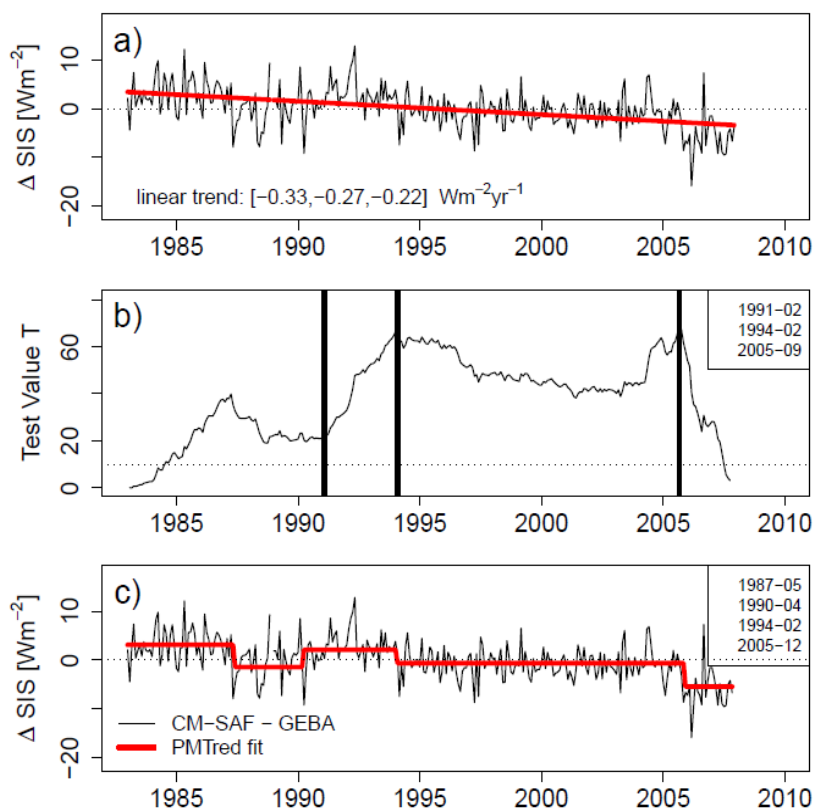 a)
Δ SIS [Wm−2]
10
0
−20
linear trend: [−0.33,−0.27,−0.22] Wm−2yr−1
1985 1990 1995 2000 2005 2010
b)
Test Value T
60
20
0
1991−02
1994−02
2005−09
1985 1990 1995 2000 2005 2010
c)
Δ SIS [Wm−2]
10
0
−20
1987−05
1990−04
1994−02
2005−12
CM−SAF − GEBA
PMTred fit
1985 1990 1995 2000 2005 2010